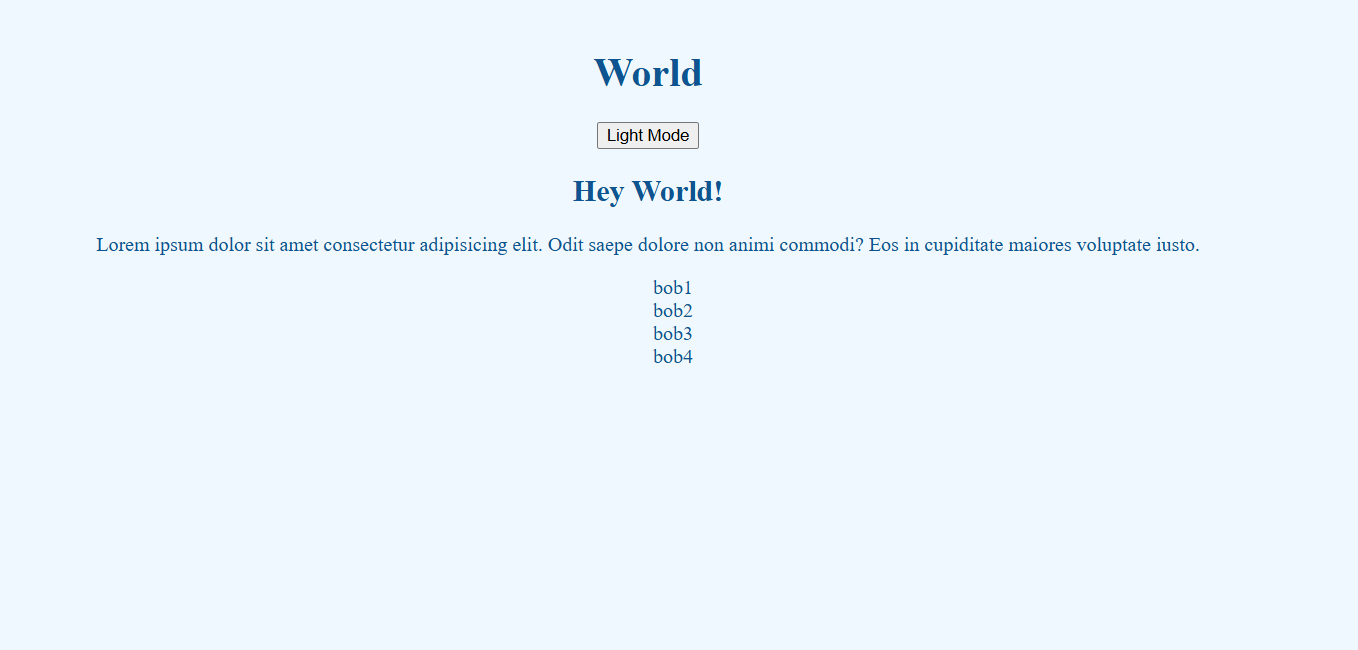 World
Light Mode
Hey World!
Lorem ipsum dolor sit amet consectetur adipisicing elit. Odit saepe dolore non animi commodi? Eos in cupiditate maiores voluptate iusto.
bob1
bob2
bob3
bob4